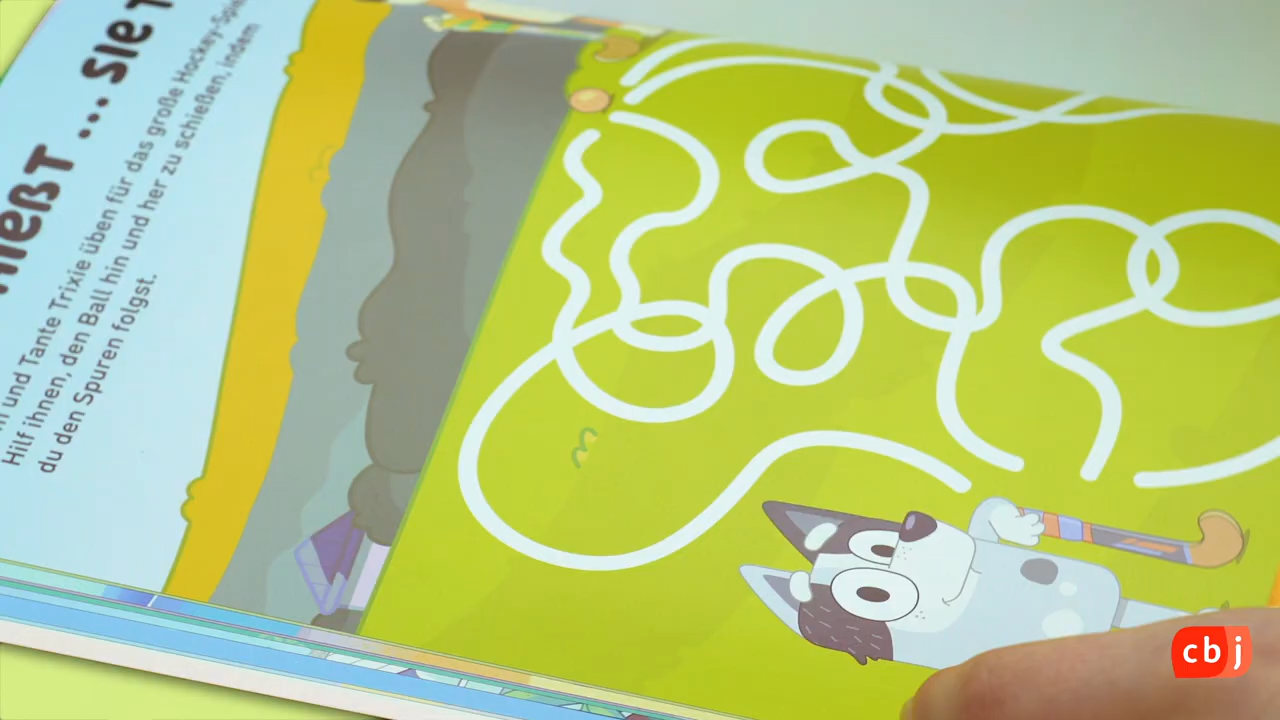 ... SIE
und Tante Trixie üben für das große Hockey-Spiel
Hilf ihnen, den Ball hin und her zu schießen, indem
du den Spuren folgst.
cbj